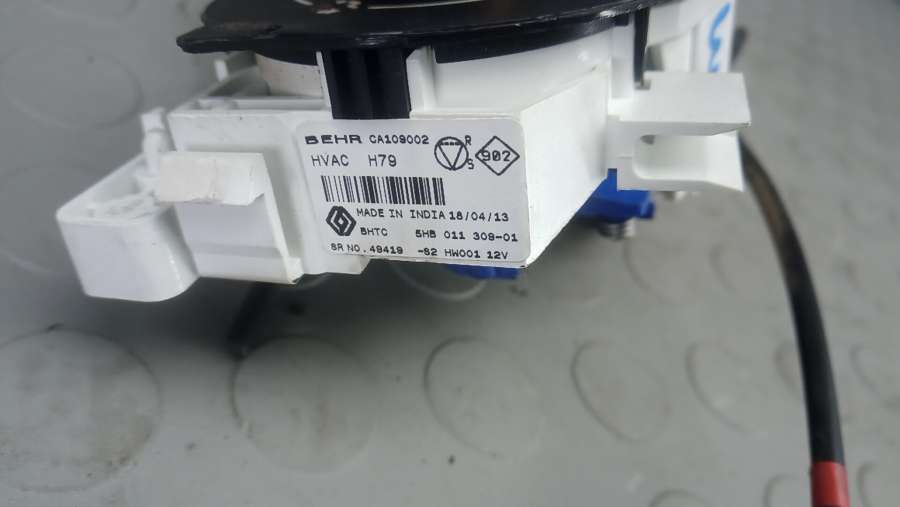 BEHR CA109002
HVAC H79
R
S
902
MADE IN INDIA 18/04/13
BHTC 5HB 011 309-01
SR NO. 49419 -S2 HW001 12V